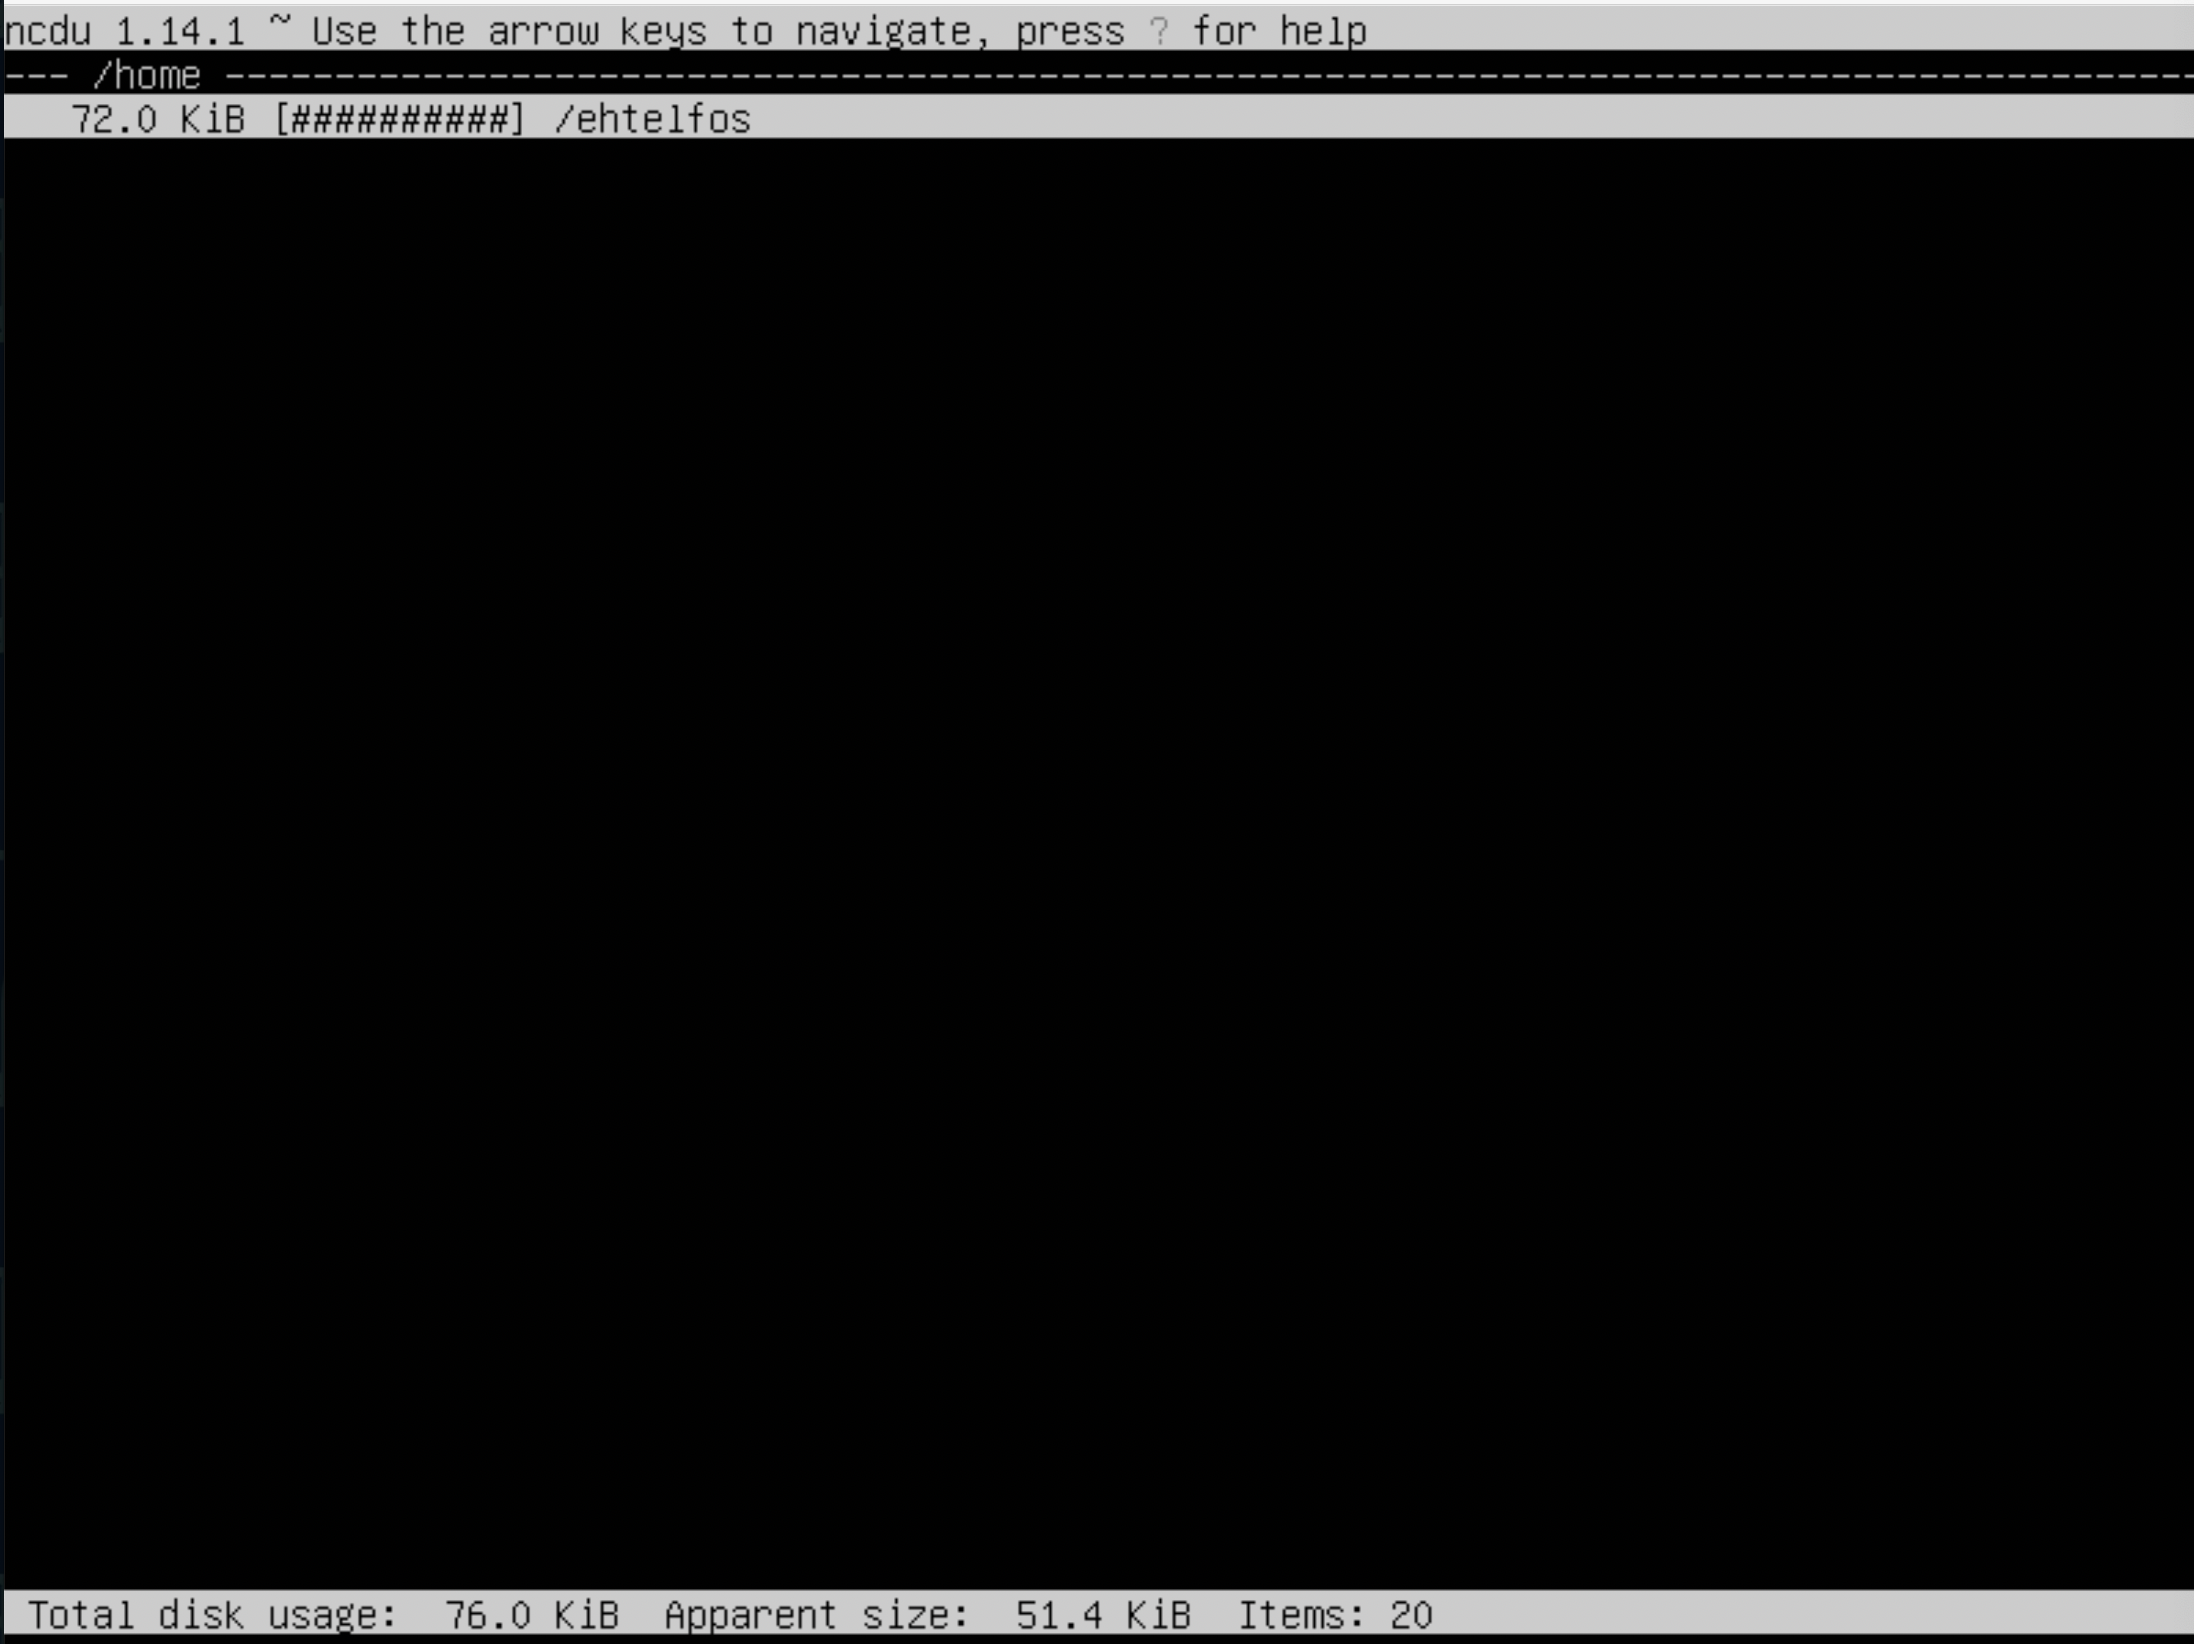 ncdu 1.14.1 ~ Use the arrow keys to navigate, press ? for help
--- /home ------------------------------------------------------------------------------------------
72.0 KiB [##########] /ehtelfos
Total disk usage: 76.0 KiB Apparent size: 51.4 KiB Items: 20